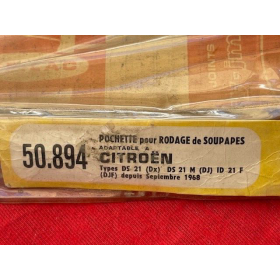 POCHETTE pour RODAGE de SOUPAPES
50.894
ADAPTABLE à
CITROËN
Types DS 21 (Dx) DS 21 M (DJ) ID 21 F
(DJF) depuis Septembre 1968
JOINTS